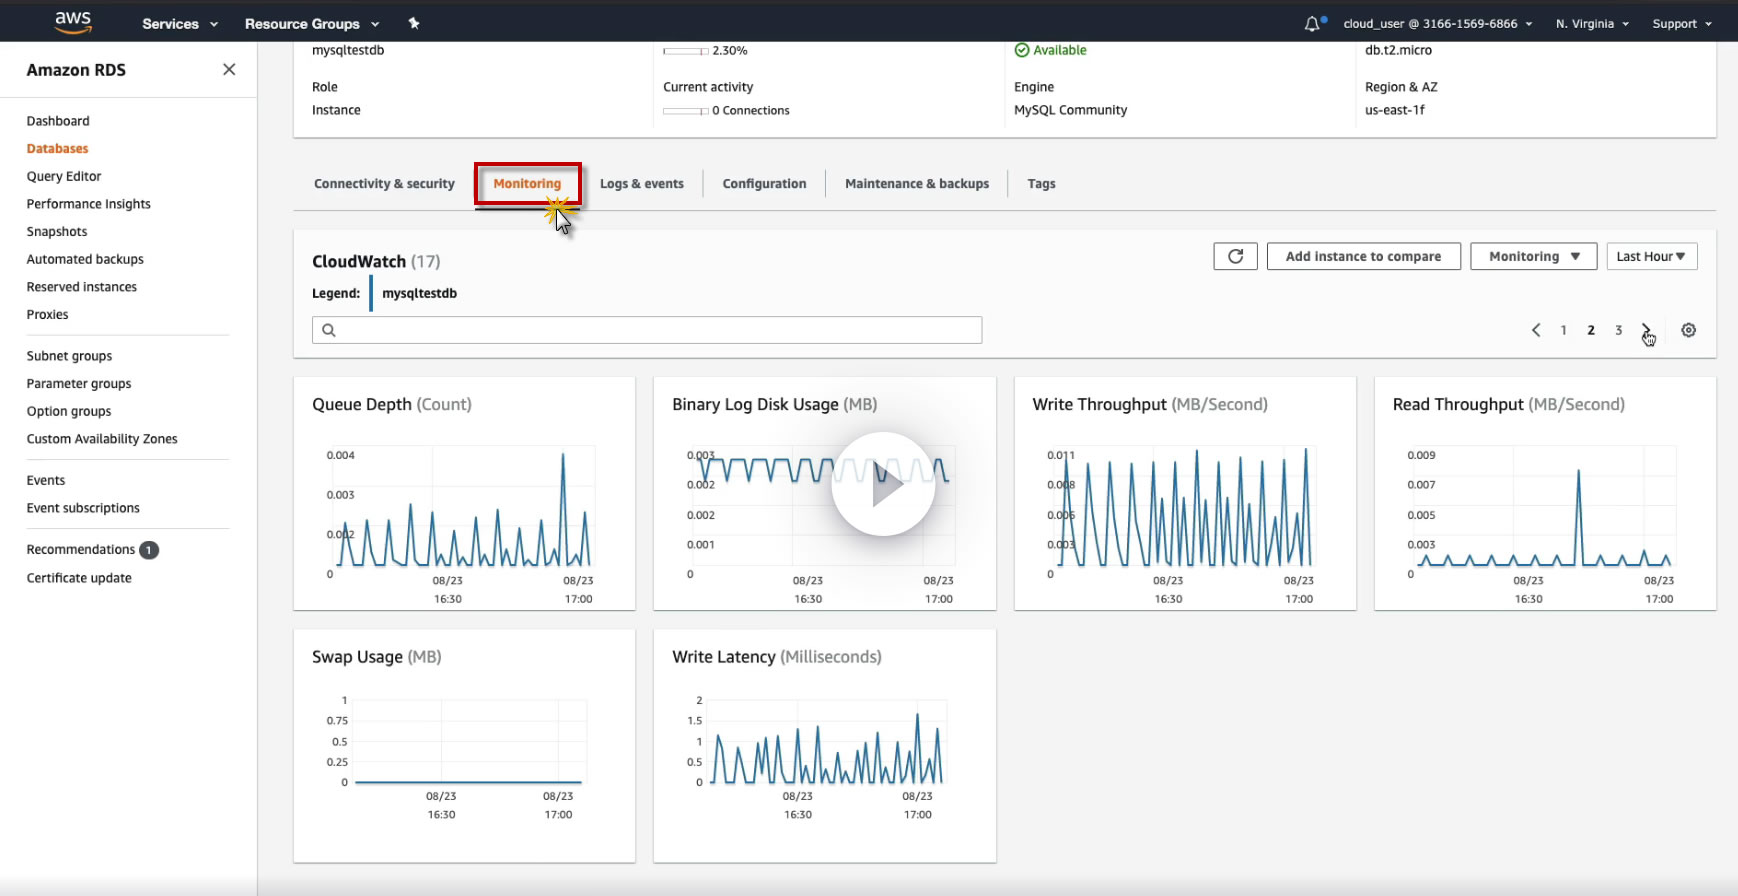 aws Services Resource Groups cloud_user @ 3166-1569-6866 N. Virginia Support
Amazon RDS
Dashboard
Databases
Query Editor
Performance Insights
Snapshots
Automated backups
Reserved instances
Proxies
Subnet groups
Parameter groups
Option groups
Custom Availability Zones
Events
Event subscriptions
Recommendations 1
Certificate update
mysqltestdb 2.30% Available db.t2.micro
Role Current activity Engine Region & AZ
Instance 0 Connections MySQL Community us-east-1f
Connectivity & security Monitoring Logs & events Configuration Maintenance & backups Tags
CloudWatch (17) Add instance to compare Monitoring Last Hour
Legend: mysqltestdb
1 2 3
Queue Depth (Count)
0.004
0.003
0.002
0
08/23 08/23
16:30 17:00
Binary Log Disk Usage (MB)
0.003
0.002
0.002
0.001
0
08/23 08/23
16:30 17:00
Write Throughput (MB/Second)
0.011
0.008
0.006
0.003
0
08/23 08/23
16:30 17:00
Read Throughput (MB/Second)
0.009
0.007
0.005
0.003
0
08/23 08/23
16:30 17:00
Swap Usage (MB)
1
0.75
0.5
0.25
0
08/23 08/23
16:30 17:00
Write Latency (Milliseconds)
2
1.5
1
0.5
0
08/23 08/23
16:30 17:00